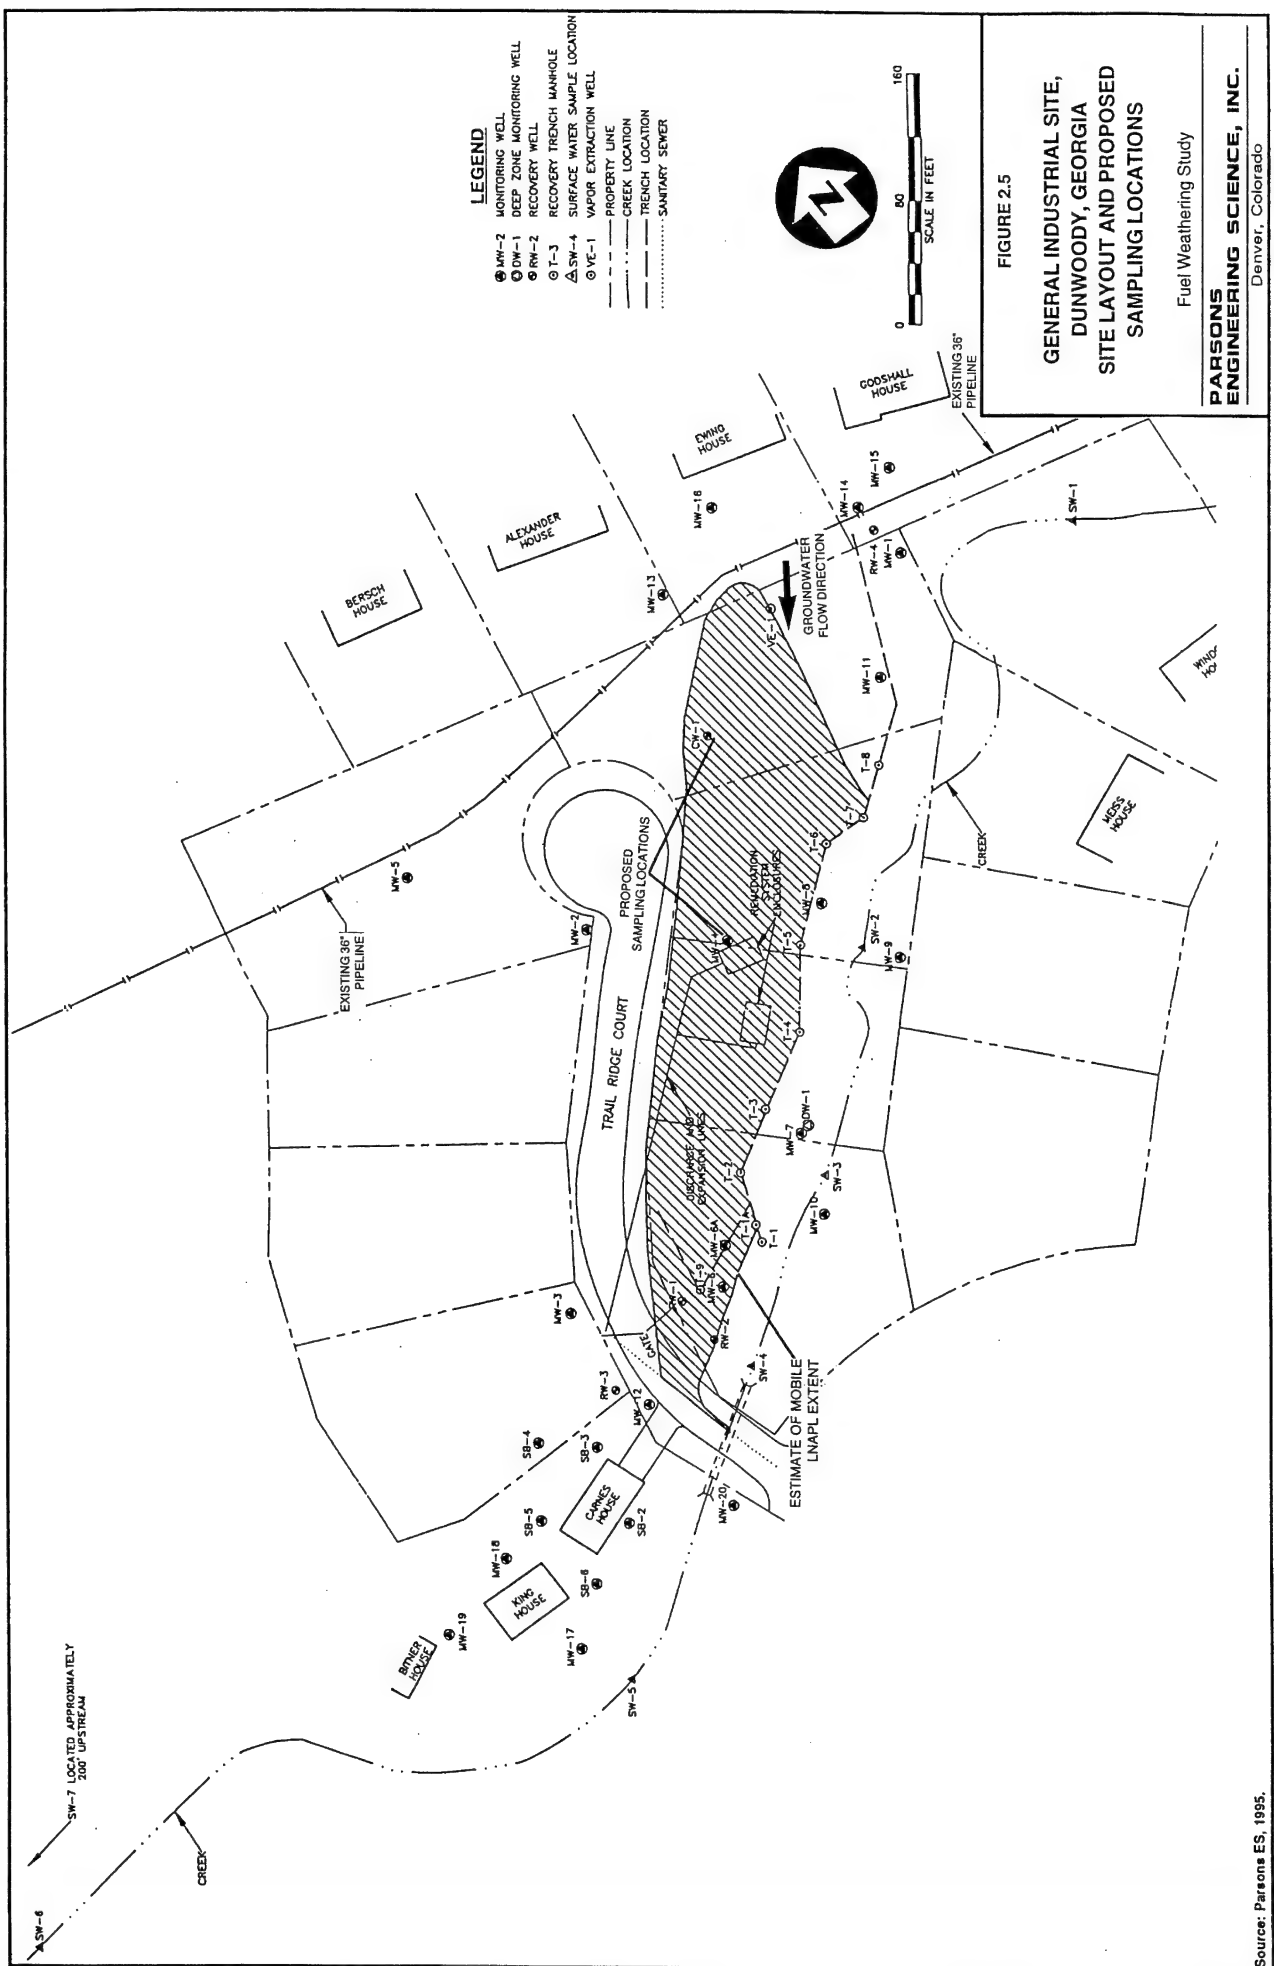 LEGEND
MW-2 MONITORING WELL
DW-1 DEEP ZONE MONITORING WELL
RW-2 RECOVERY WELL
T-3 RECOVERY TRENCH MANHOLE
SW-4 SURFACE WATER SAMPLE LOCATION
VE-1 VAPOR EXTRACTION WELL
PROPERTY LINE
CREEK LOCATION
TRENCH LOCATION
SANITARY SEWER
N
0 80 160
SCALE IN FEET
FIGURE 2.5
GENERAL INDUSTRIAL SITE,
DUNWOODY, GEORGIA
SITE LAYOUT AND PROPOSED
SAMPLING LOCATIONS
Fuel Weathering Study
PARSONS
ENGINEERING SCIENCE, INC.
Denver, Colorado
SW-6
SW-7 LOCATED APPROXIMATELY
200' UPSTREAM
CREEK
BITNER
HOUSE
MW-19
KING
HOUSE
MW-18
MW-17
SW-5
SB-6
SB-5
SB-4
SB-3
SB-2
CARNES
HOUSE
MW-20
MW-12
RW-3
MW-3
GATE
RW-1
RW-2
SW-4
T-9
MW-6
MW-6A
T-1A
T-1
T-2
T-3
ESTIMATE OF MOBILE
LNAPL EXTENT
DISCHARGE AND
EXPANSION LINES
MW-10
SW-3
MW-7
DW-1
TRAIL RIDGE COURT
T-4
T-5
REMEDIATION
SYSTEM
ENCLOSURES
MW-4
MW-8
T-6
T-7
T-8
MW-9
SW-2
CREEK
PROPOSED
SAMPLING LOCATIONS
MW-2
MW-5
EXISTING 36"
PIPELINE
CW-1
MW-11
VE-1
GROUNDWATER
FLOW DIRECTION
BERSCH
HOUSE
ALEXANDER
HOUSE
MW-13
MW-16
EWING
HOUSE
MW-14
MW-15
RW-4
MW-1
GODSHALL
HOUSE
EXISTING 36"
PIPELINE
SW-1
MEISS
HOUSE
Source: Parsons ES, 1995.